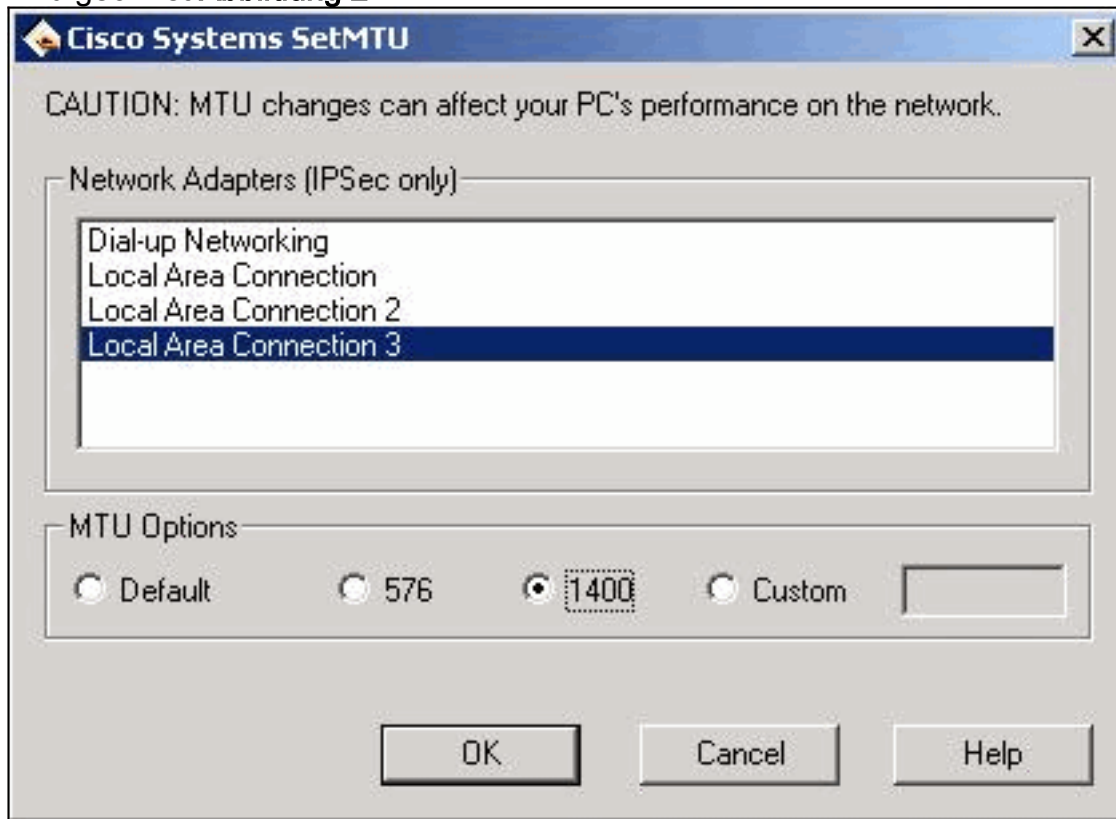 Cisco Systems SetMTU
CAUTION: MTU changes can affect your PC's performance on the network.
Network Adapters (IPSec only)
Dial-up Networking
Local Area Connection
Local Area Connection 2
Local Area Connection 3
MTU Options
Default 576 1400 Custom
OK Cancel Help